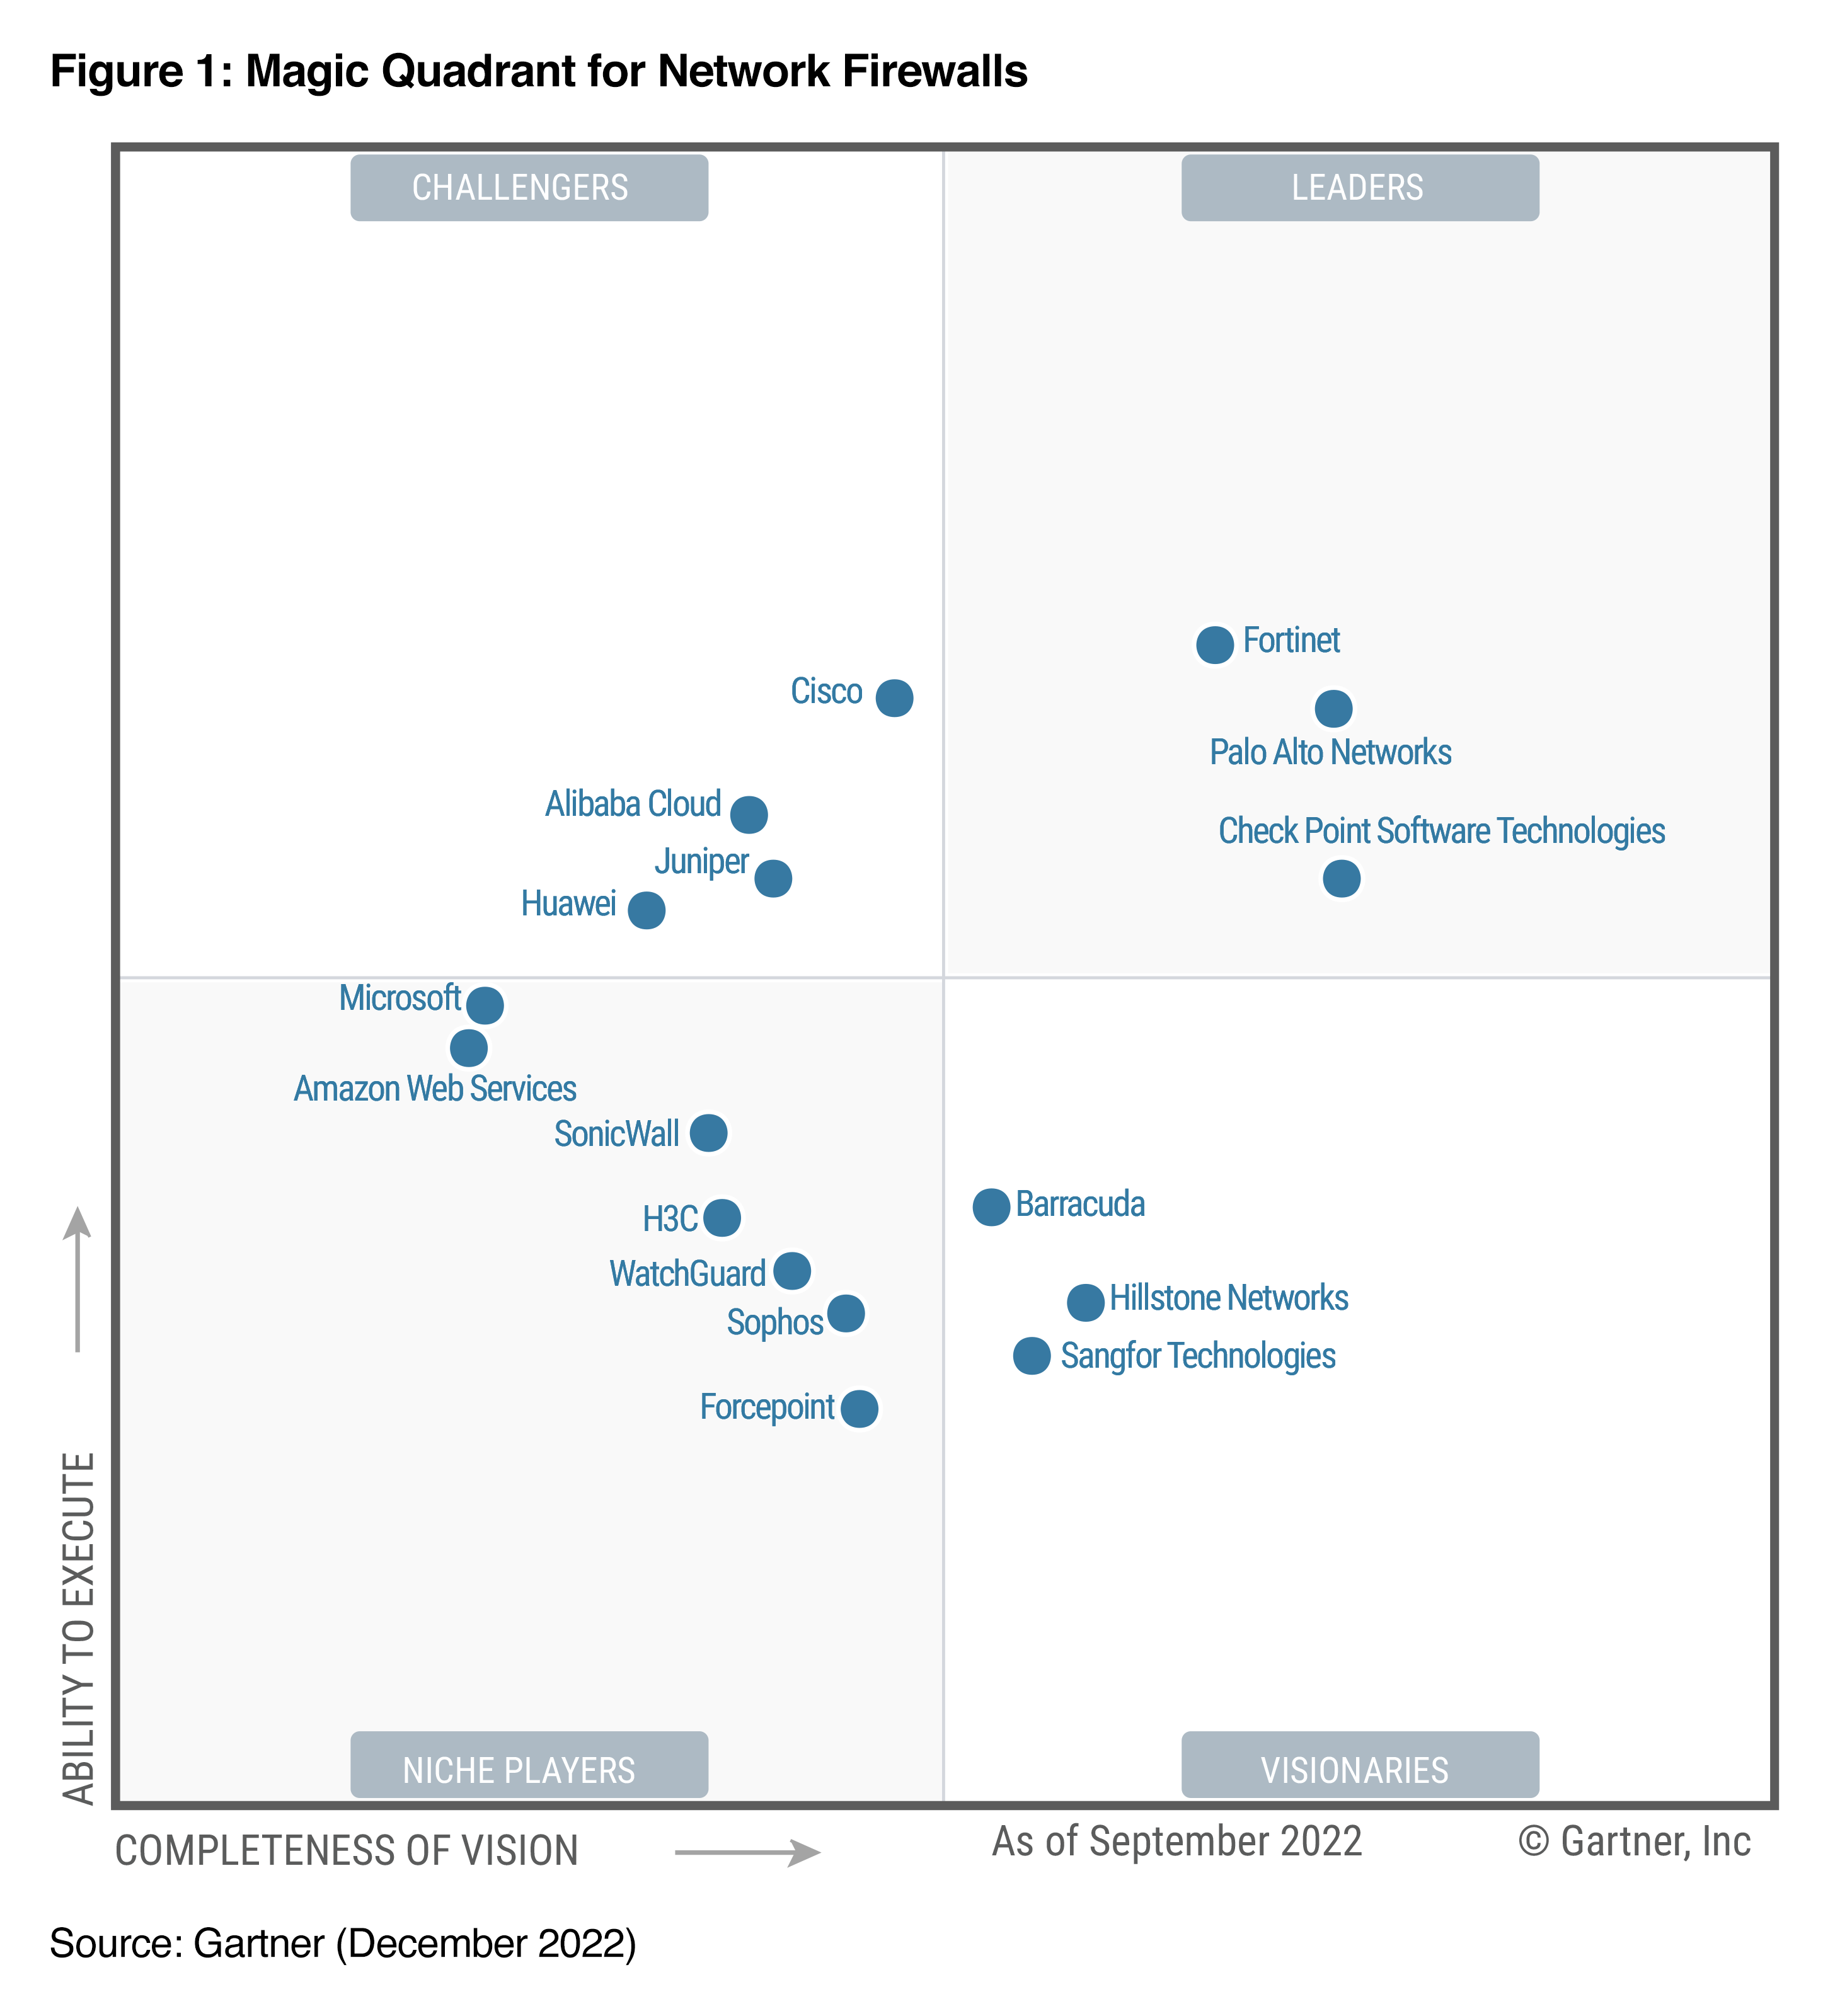 Figure 1: Magic Quadrant for Network Firewalls
CHALLENGERS
LEADERS
Fortinet
Cisco
Palo Alto Networks
Alibaba Cloud
Check Point Software Technologies
Juniper
Huawei
Microsoft
Amazon Web Services
SonicWall
Barracuda
H3C
WatchGuard
Hillstone Networks
Sophos
Sangfor Technologies
Forcepoint
ABILITY TO EXECUTE
NICHE PLAYERS
VISIONARIES
COMPLETENESS OF VISION
As of September 2022
© Gartner, Inc
Source: Gartner (December 2022)